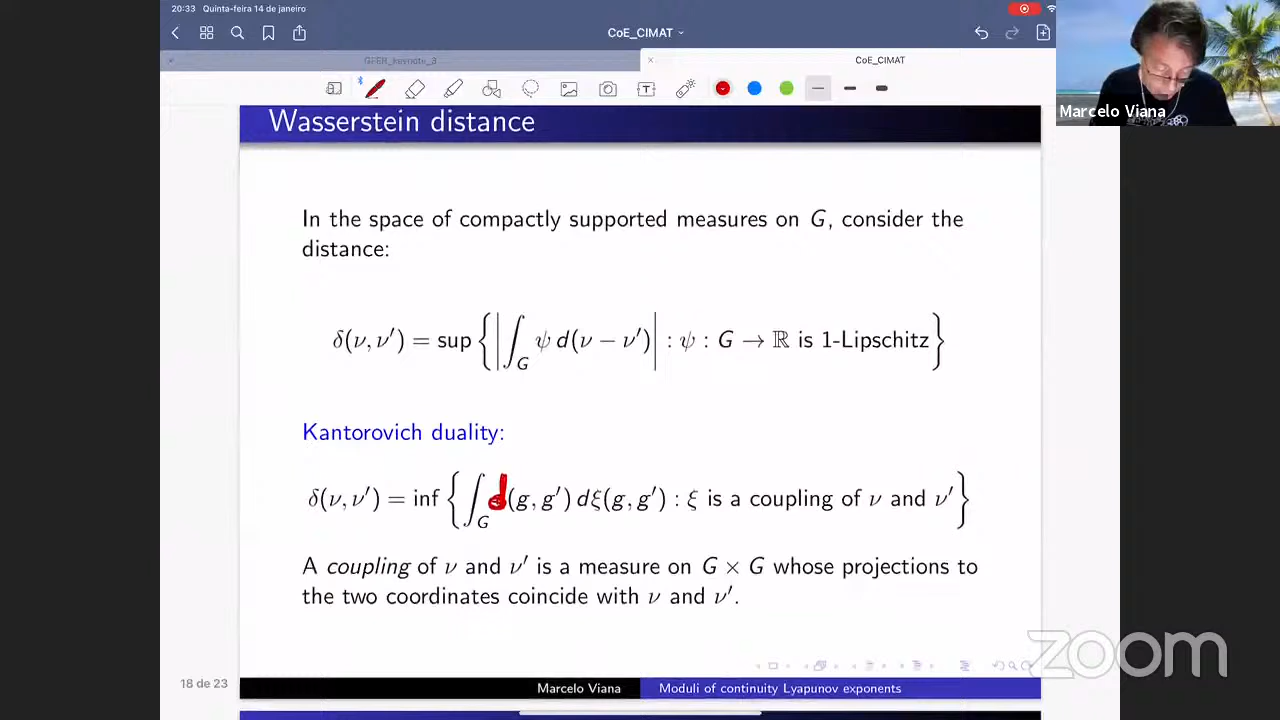 20:33 Quinta-feira 14 de janeiro
CoE_CIMAT
GFER_keynote_3
CoE_CIMAT
Marcelo Viana
Wasserstein distance
In the space of compactly supported measures on G, consider the
distance:
δ(ν, ν′) = sup { | ∫_G ψ d(ν − ν′) | : ψ : G → ℝ is 1-Lipschitz }
Kantorovich duality:
δ(ν, ν′) = inf { ∫_G d(g, g′) dξ(g, g′) : ξ is a coupling of ν and ν′ }
A coupling of ν and ν′ is a measure on G × G whose projections to
the two coordinates coincide with ν and ν′.
zoom
18 de 23
Marcelo Viana
Moduli of continuity Lyapunov exponents